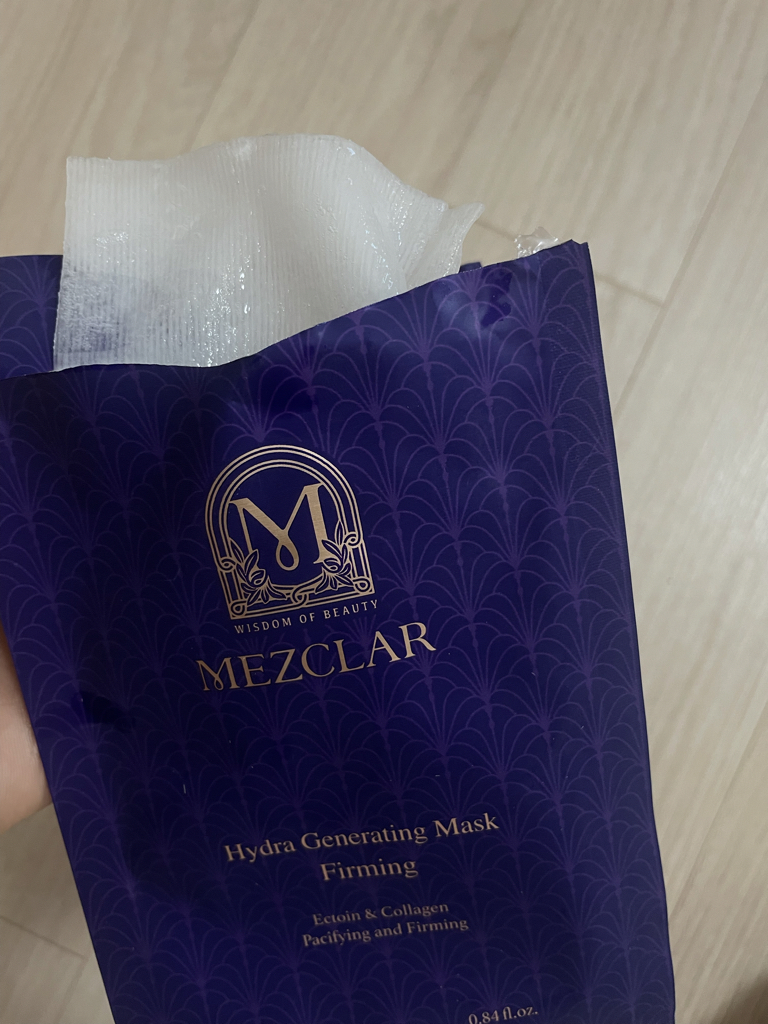 M
WISDOM OF BEAUTY
MEZCLAR
Hydra Generating Mask
Firming
Ectoin & Collagen
Pacifying and Firming
0.84 fl.oz.